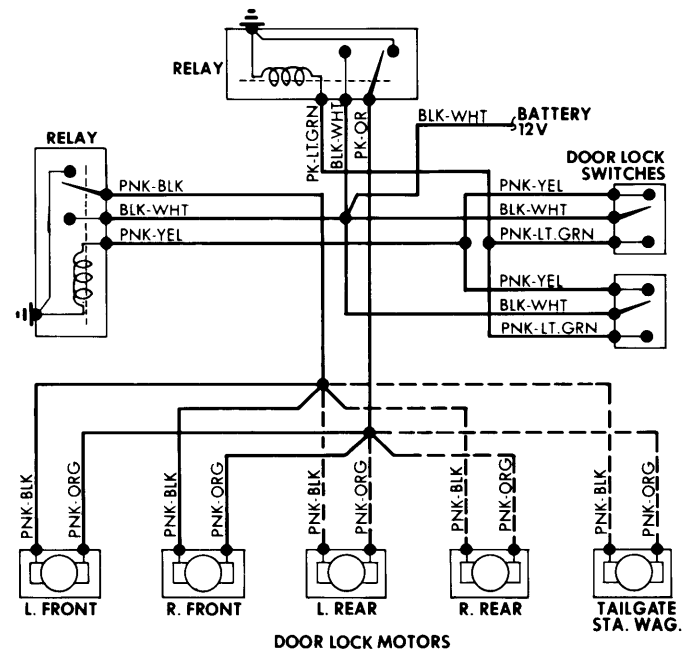 RELAY
PK-LT.GRN
BLK-WHT
PK-OR
BLK-WHT
BATTERY
12V
RELAY
DOOR LOCK
SWITCHES
PNK-BLK
BLK-WHT
PNK-YEL
PNK-YEL
BLK-WHT
PNK-LT.GRN
PNK-YEL
BLK-WHT
PNK-LT.GRN
PNK-BLK
PNK-ORG
PNK-BLK
PNK-ORG
PNK-BLK
PNK-ORG
PNK-BLK
PNK-ORG
PNK-BLK
PNK-ORG
L. FRONT
R. FRONT
L. REAR
R. REAR
TAILGATE
STA. WAG.
DOOR LOCK MOTORS